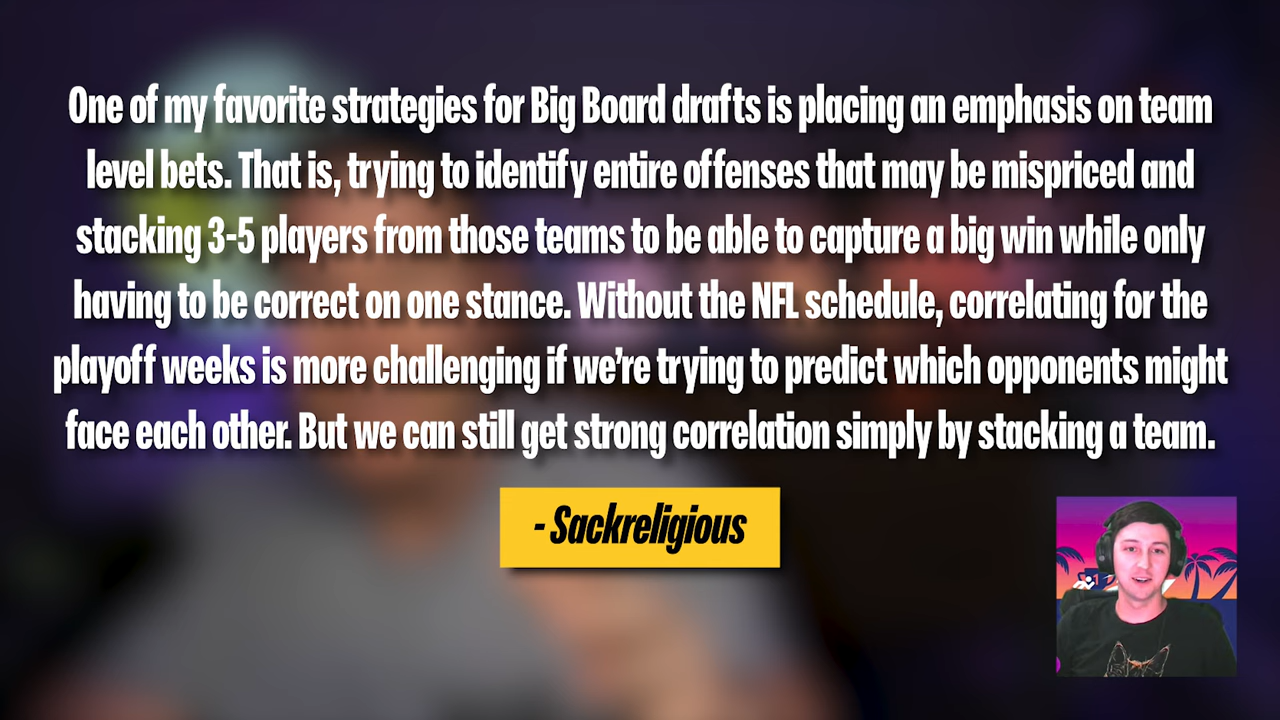 One of my favorite strategies for Big Board drafts is placing an emphasis on team
level bets. That is, trying to identify entire offenses that may be mispriced and
stacking 3-5 players from those teams to be able to capture a big win while only
having to be correct on one stance. Without the NFL schedule, correlating for the
playoff weeks is more challenging if we're trying to predict which opponents might
face each other. But we can still get strong correlation simply by stacking a team.
- Sackreligious